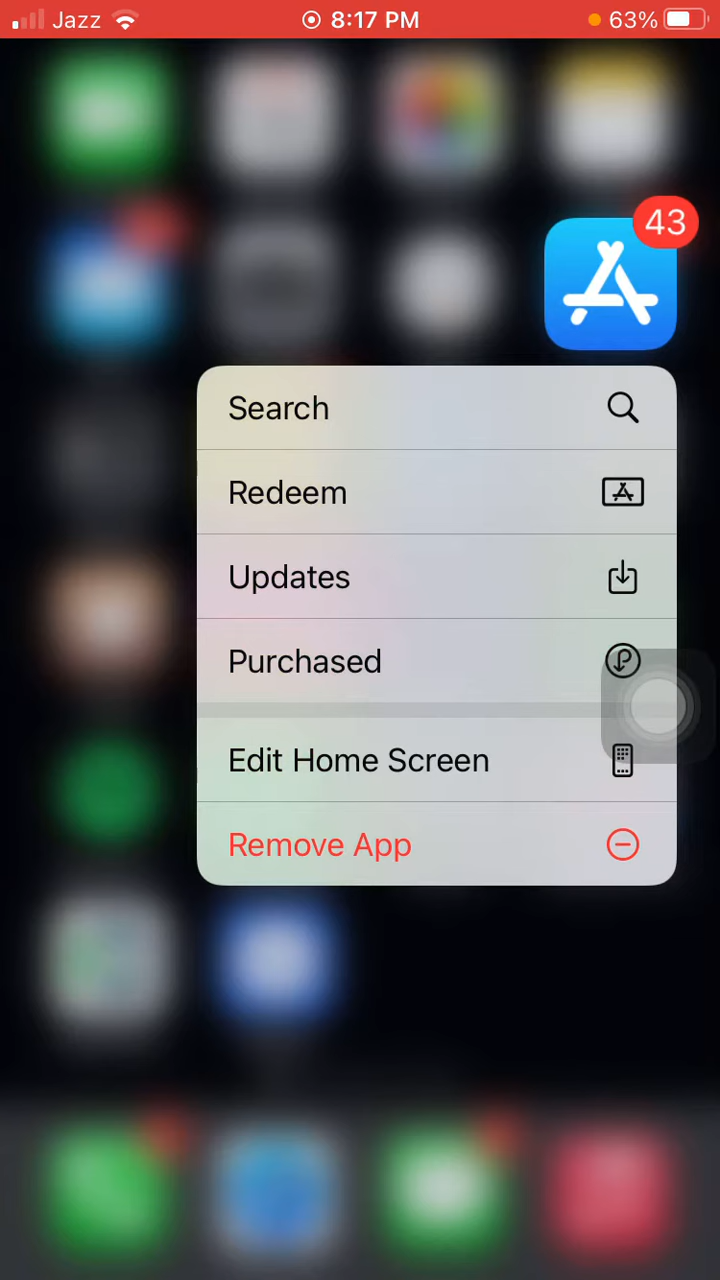 Jazz 8:17 PM 63%
43
Search
Redeem
Updates
Purchased
Edit Home Screen
Remove App